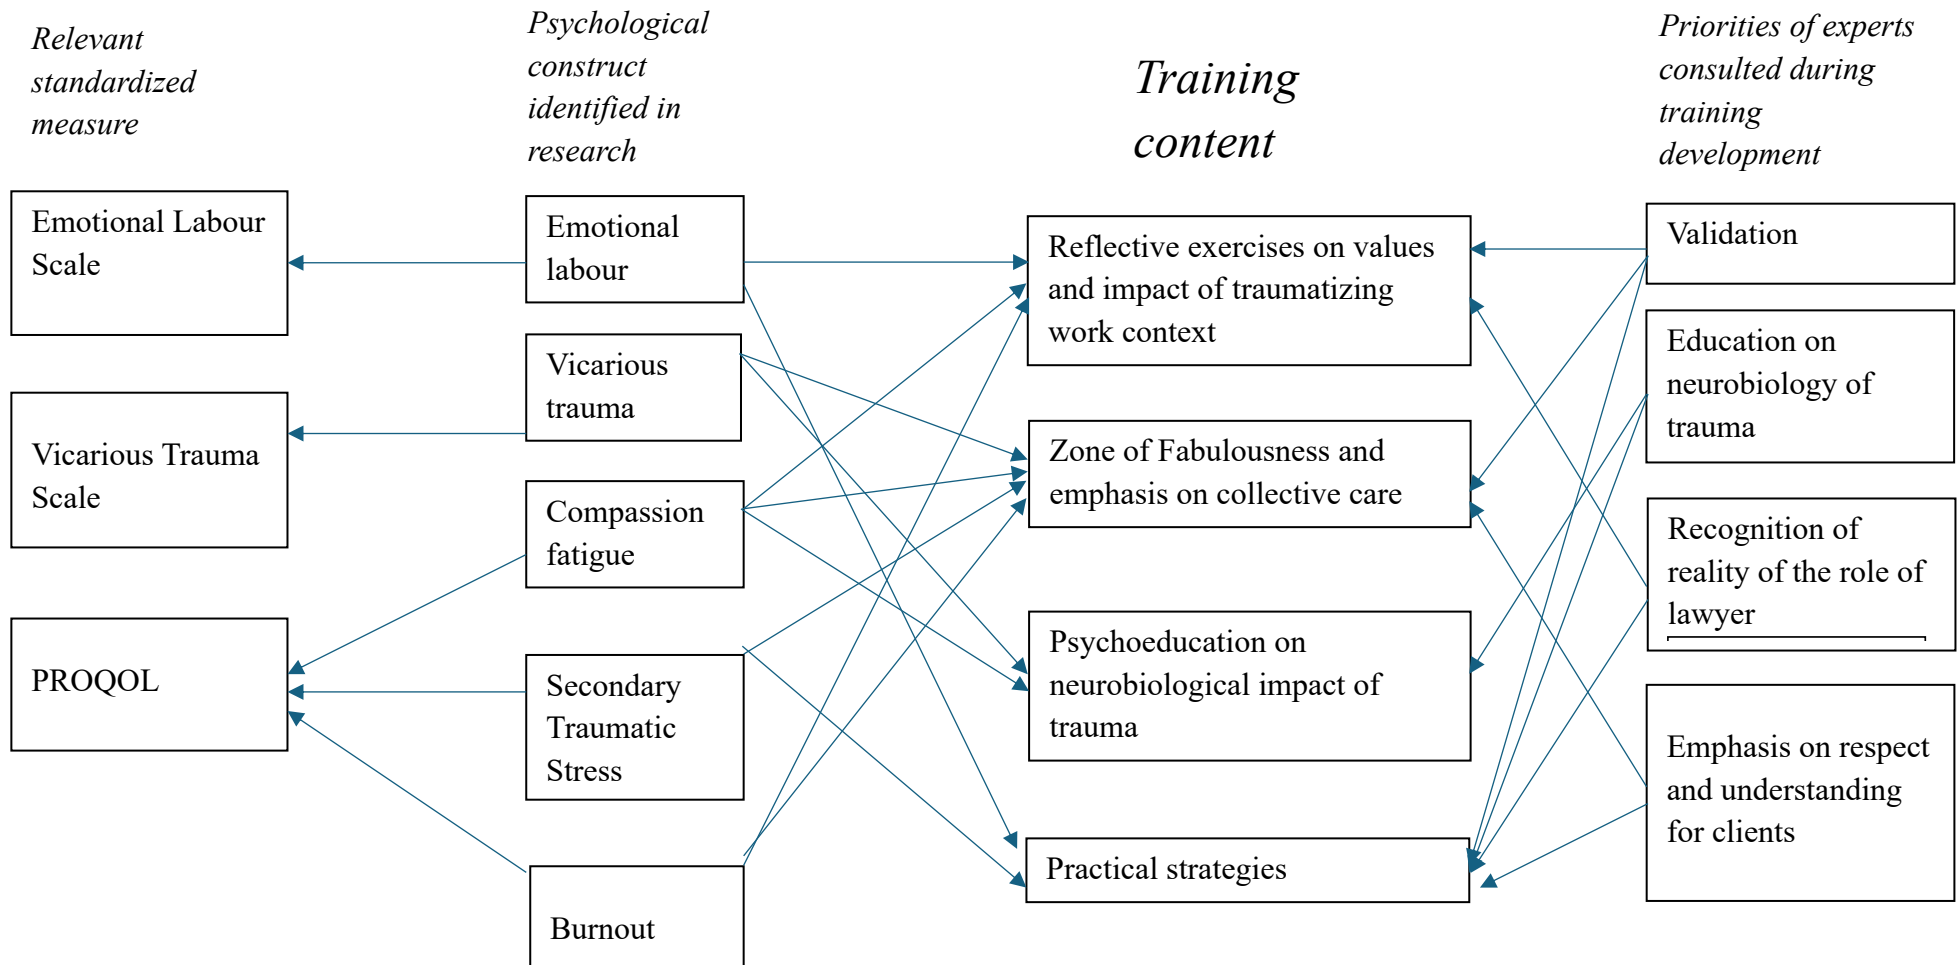 Relevant
standardized
measure
Psychological
construct
identified in
research
Training
content
Priorities of experts
consulted during
training
development
Emotional Labour
Scale
Vicarious Trauma
Scale
PROQOL
Emotional
labour
Vicarious
trauma
Compassion
fatigue
Secondary
Traumatic
Stress
Burnout
Reflective exercises on values
and impact of traumatizing
work context
Zone of Fabulousness and
emphasis on collective care
Psychoeducation on
neurobiological impact of
trauma
Practical strategies
Validation
Education on
neurobiology of
trauma
Recognition of
reality of the role of
lawyer
Emphasis on respect
and understanding
for clients